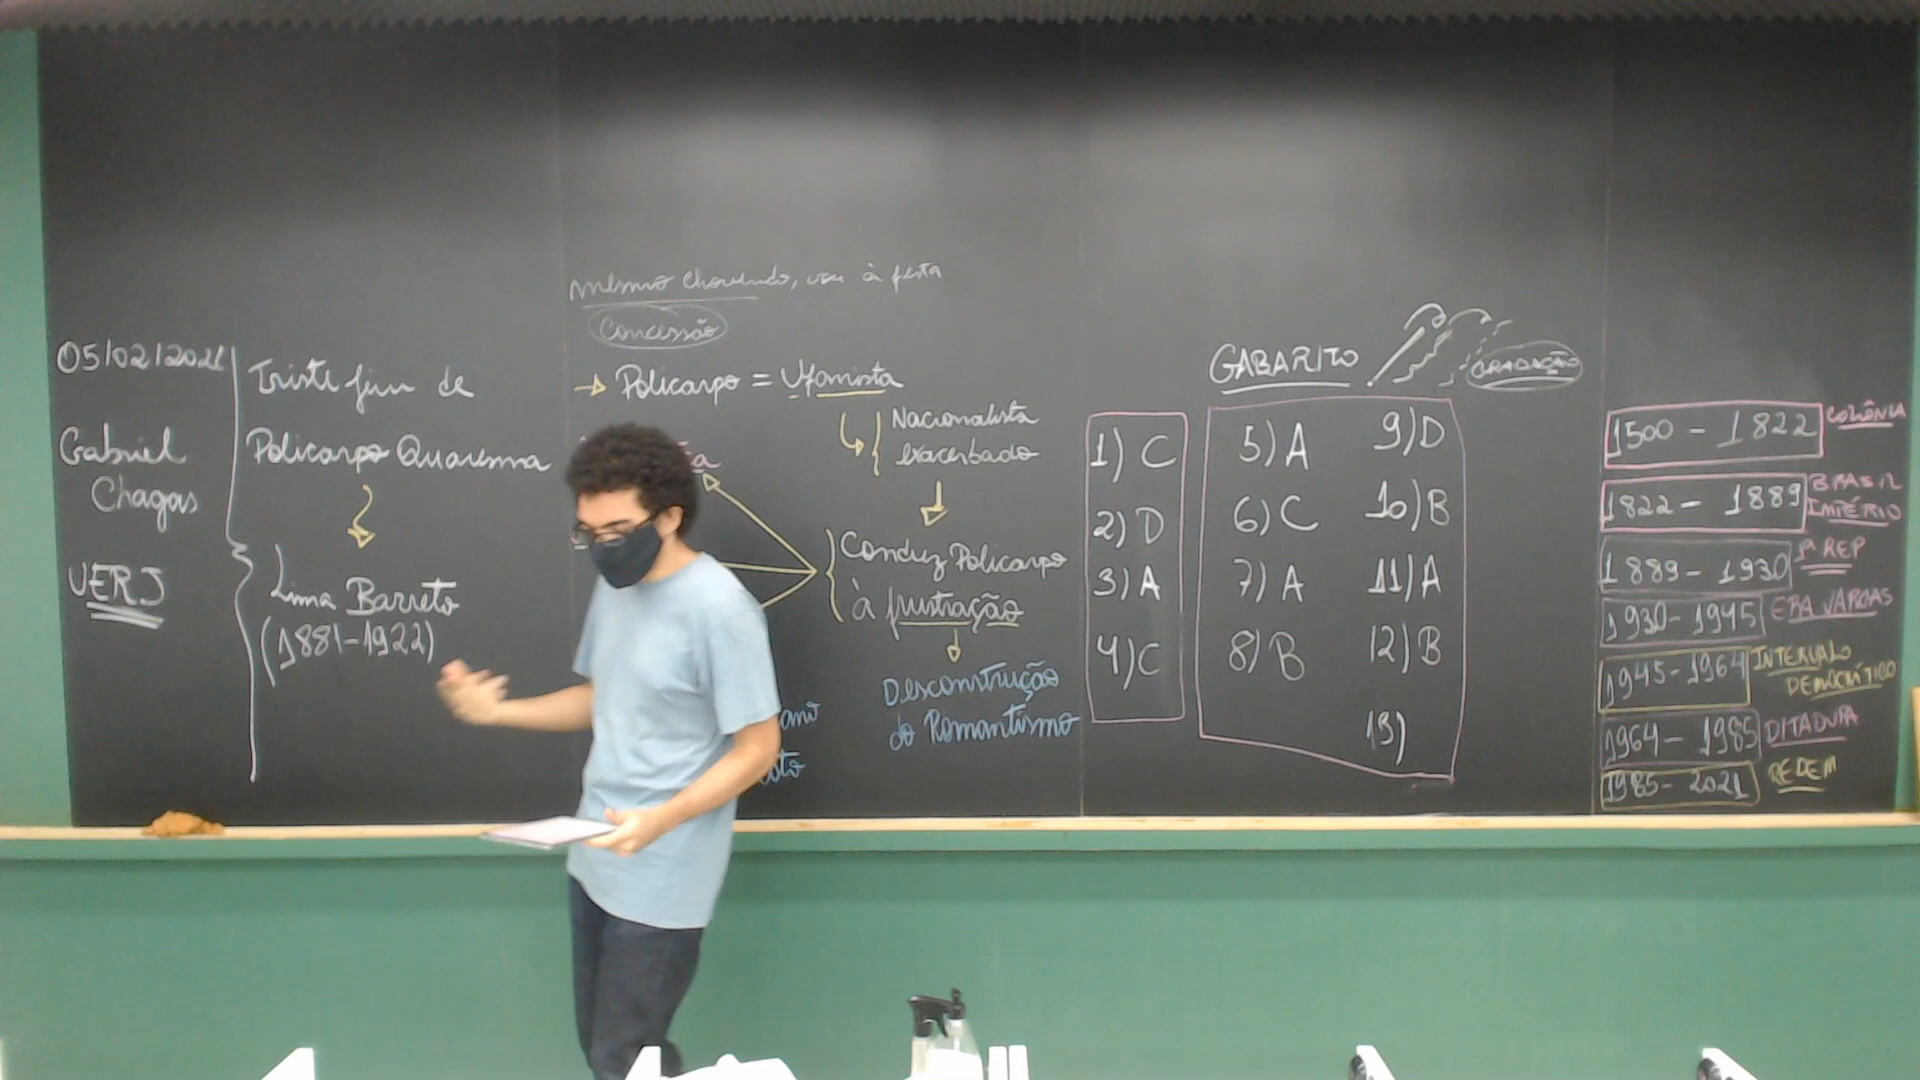 mesmo chovendo, vou à festa
Concessão
05/02/2021
Gabriel
Chagas
UERJ
Triste fim de
Policarpo Quaresma
Lima Barreto
(1881-1922)
→ Policarpo = Ufanista
Nacionalista
exacerbado
Conduz Policarpo
à frustração
Desconstrução
do Romantismo
GABARITO
GRADAÇÃO
1) C
2) D
3) A
4) C
5) A
6) C
7) A
8) B
9) D
10) B
11) A
12) B
13)
1500 - 1822 COLÔNIA
1822 - 1889 BRASIL IMPÉRIO
1889 - 1930 1ª REP
1930 - 1945 ERA VARGAS
1945 - 1964 INTERVALO DEMOCRÁTICO
1964 - 1985 DITADURA
1985 - 2021 REDEM